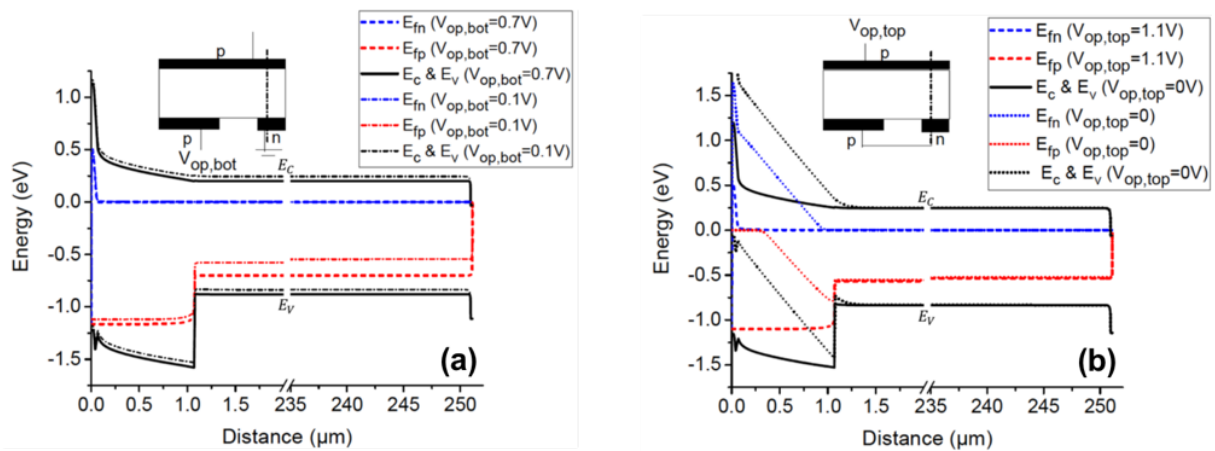 E_fn (V_op,bot=0.7V)
E_fp (V_op,bot=0.7V)
E_c & E_v (V_op,bot=0.7V)
E_fn (V_op,bot=0.1V)
E_fp (V_op,bot=0.1V)
E_c & E_v (V_op,bot=0.1V)
p
p
n
V_op,bot
E_C
E_V
(a)
Energy (eV)
1.0
0.5
0.0
-0.5
-1.0
-1.5
0.0 0.5 1.0 1.5 235 240 245 250
Distance (µm)
V_op,top
p
p
n
E_fn (V_op,top=1.1V)
E_fp (V_op,top=1.1V)
E_c & E_v (V_op,top=0V)
E_fn (V_op,top=0)
E_fp (V_op,top=0)
E_c & E_v (V_op,top=0V)
E_C
E_V
(b)
Energy (eV)
1.5
1.0
0.5
0.0
-0.5
-1.0
-1.5
0.0 0.5 1.0 1.5 235 240 245 250
Distance (µm)